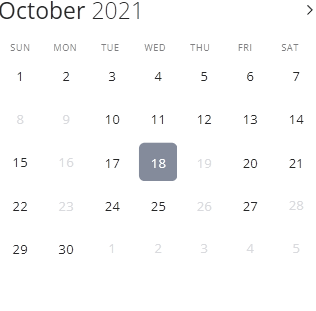 October 2021
SUN MON TUE WED THU FRI SAT
1 2 3 4 5 6 7
8 9 10 11 12 13 14
15 16 17 18 19 20 21
22 23 24 25 26 27 28
29 30 1 2 3 4 5